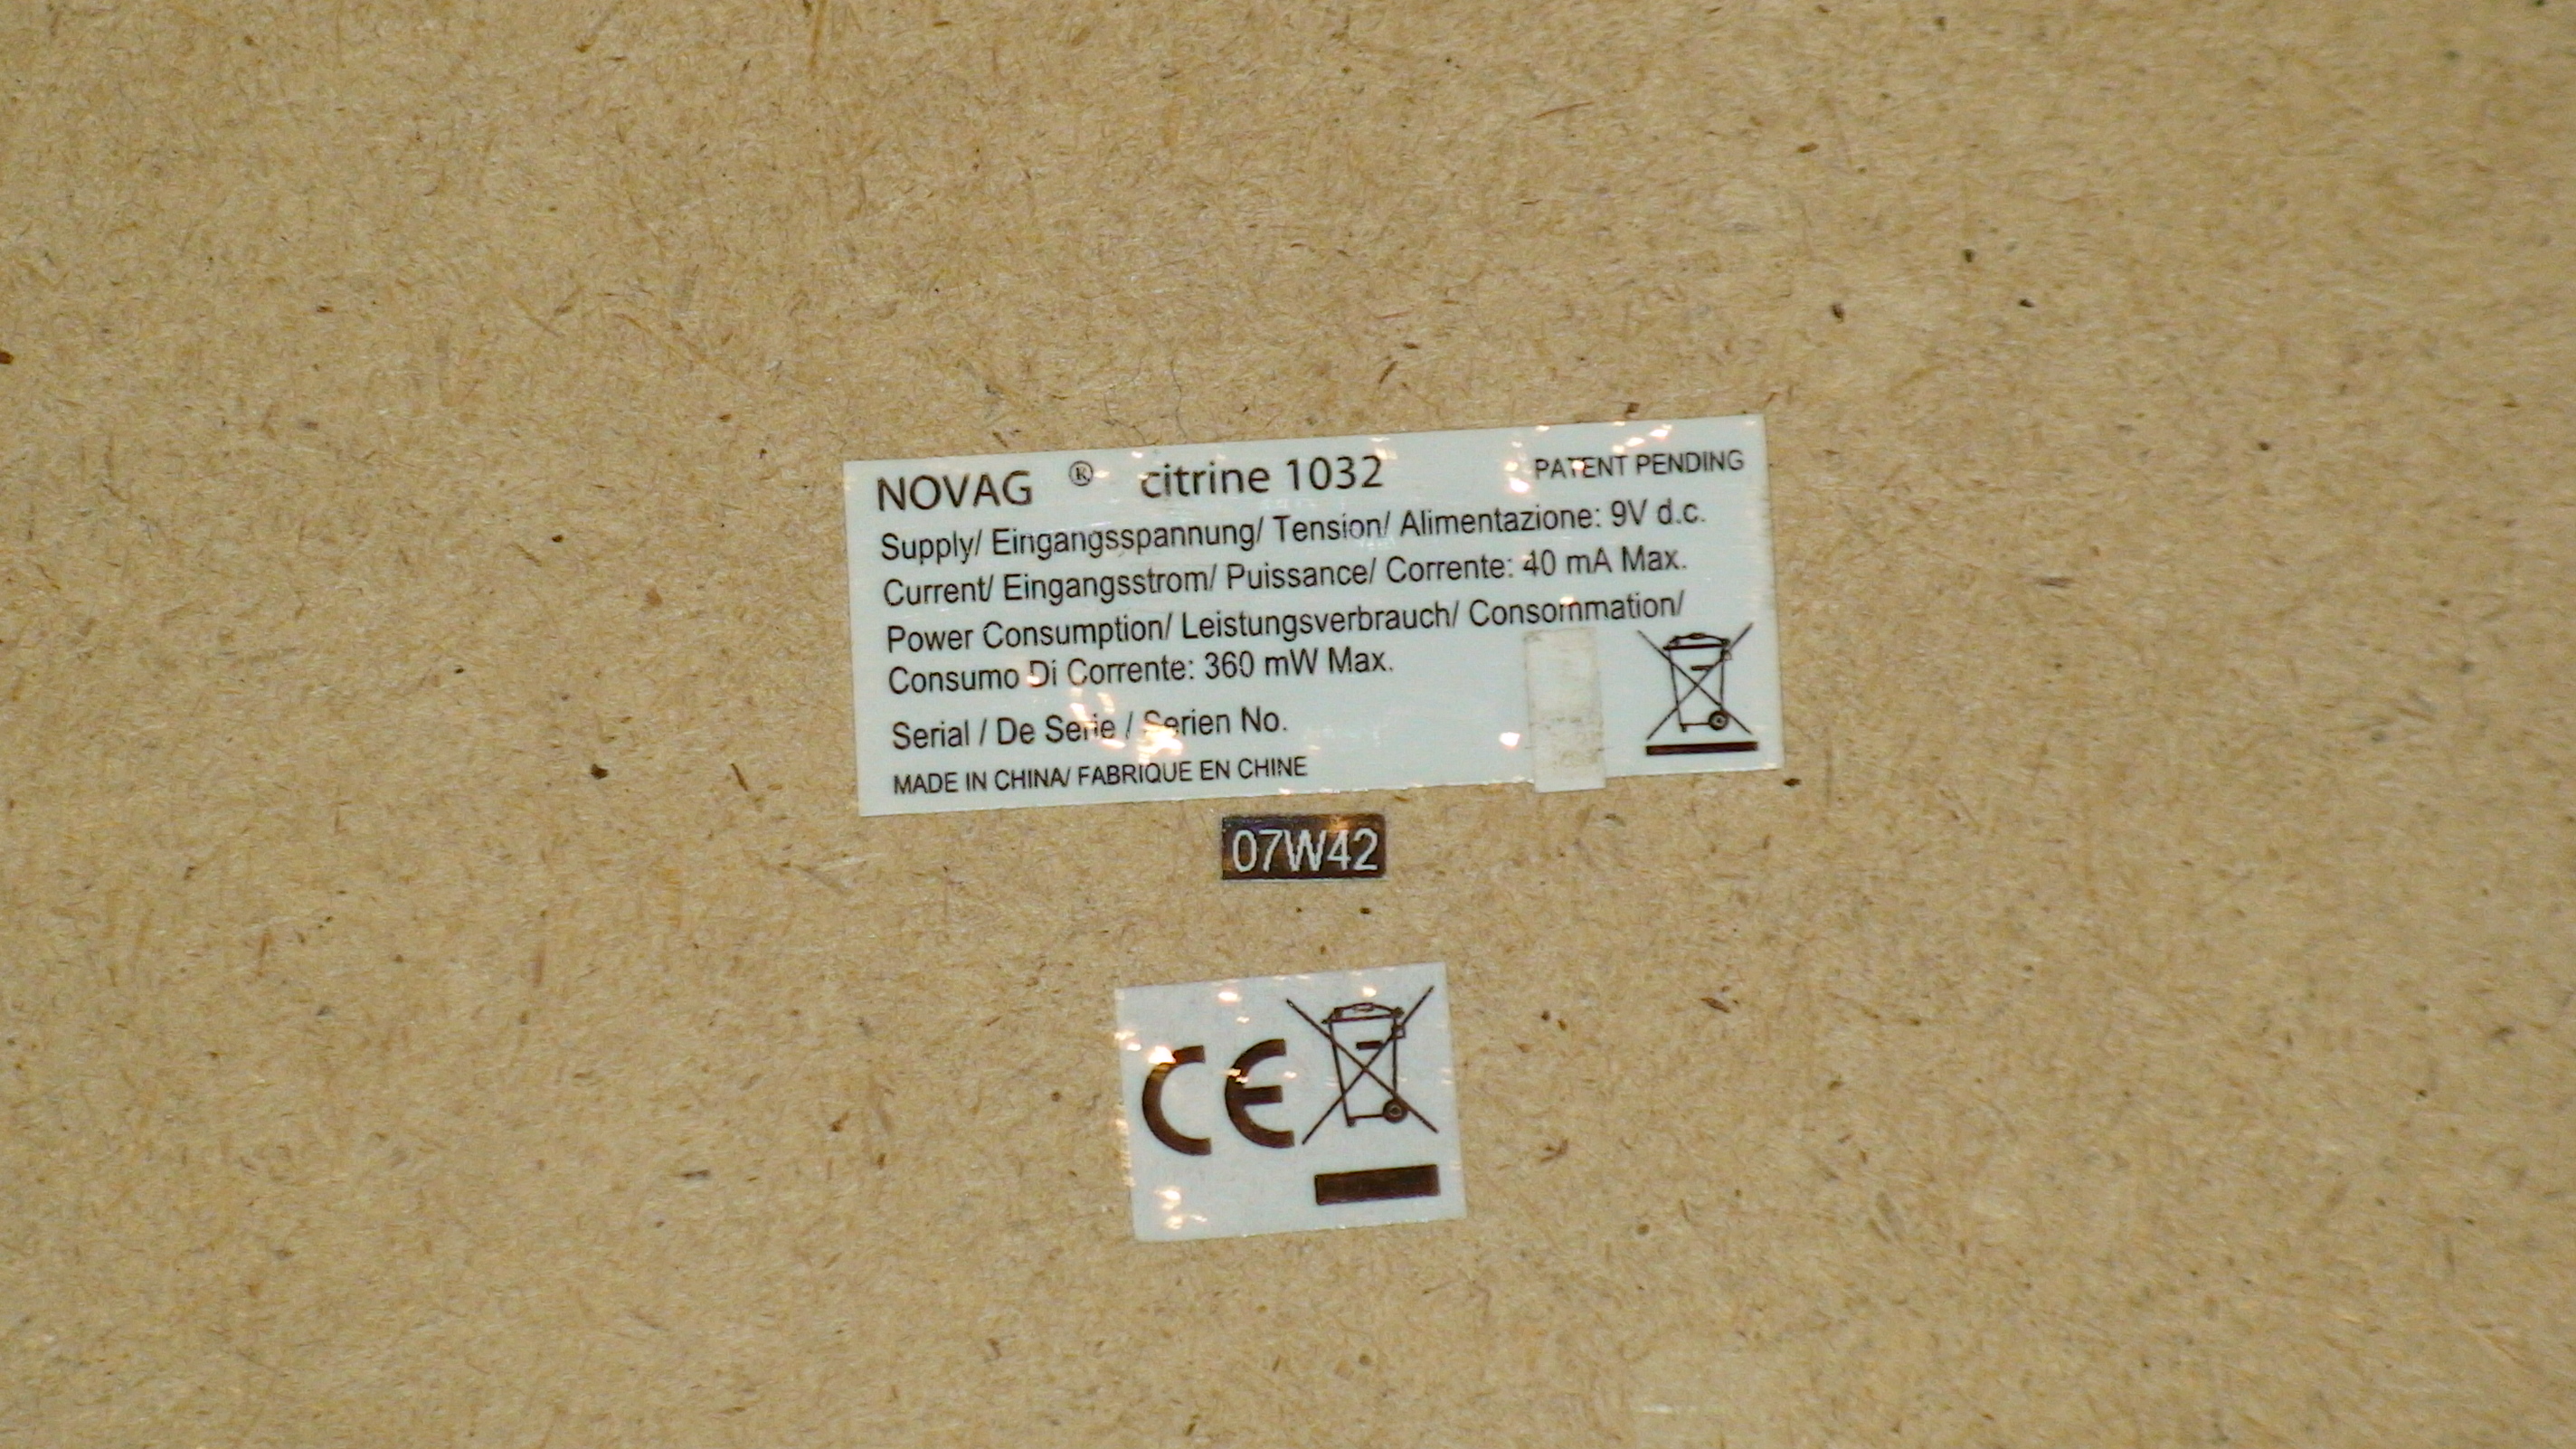 NOVAG ® citrine 1032 PATENT PENDING
Supply/ Eingangsspannung/ Tension/ Alimentazione: 9V d.c.
Current/ Eingangsstrom/ Puissance/ Corrente: 40 mA Max.
Power Consumption/ Leistungsverbrauch/ Consommation/
Consumo Di Corrente: 360 mW Max.
Serial / De Serie / Serien No.
MADE IN CHINA/ FABRIQUE EN CHINE
07W42
CE